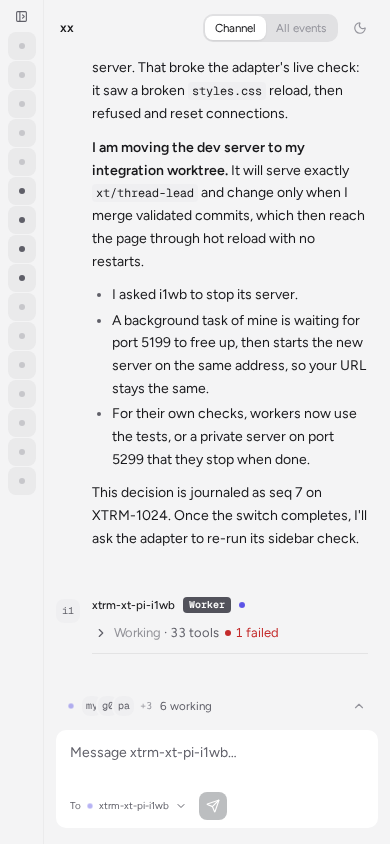 xx
Channel
All events
server. That broke the adapter's live check:
it saw a broken styles.css reload, then
refused and reset connections.
I am moving the dev server to my
integration worktree. It will serve exactly
xt/thread-lead and change only when I
merge validated commits, which then reach
the page through hot reload with no
restarts.
• I asked i1wb to stop its server.
• A background task of mine is waiting for
port 5199 to free up, then starts the new
server on the same address, so your URL
stays the same.
• For their own checks, workers now use
the tests, or a private server on port
5299 that they stop when done.
This decision is journaled as seq 7 on
XTRM-1024. Once the switch completes, I'll
ask the adapter to re-run its sidebar check.
i1
xtrm-xt-pi-i1wb Worker
Working · 33 tools 1 failed
my pa +3 6 working
Message xtrm-xt-pi-i1wb...
To xtrm-xt-pi-i1wb